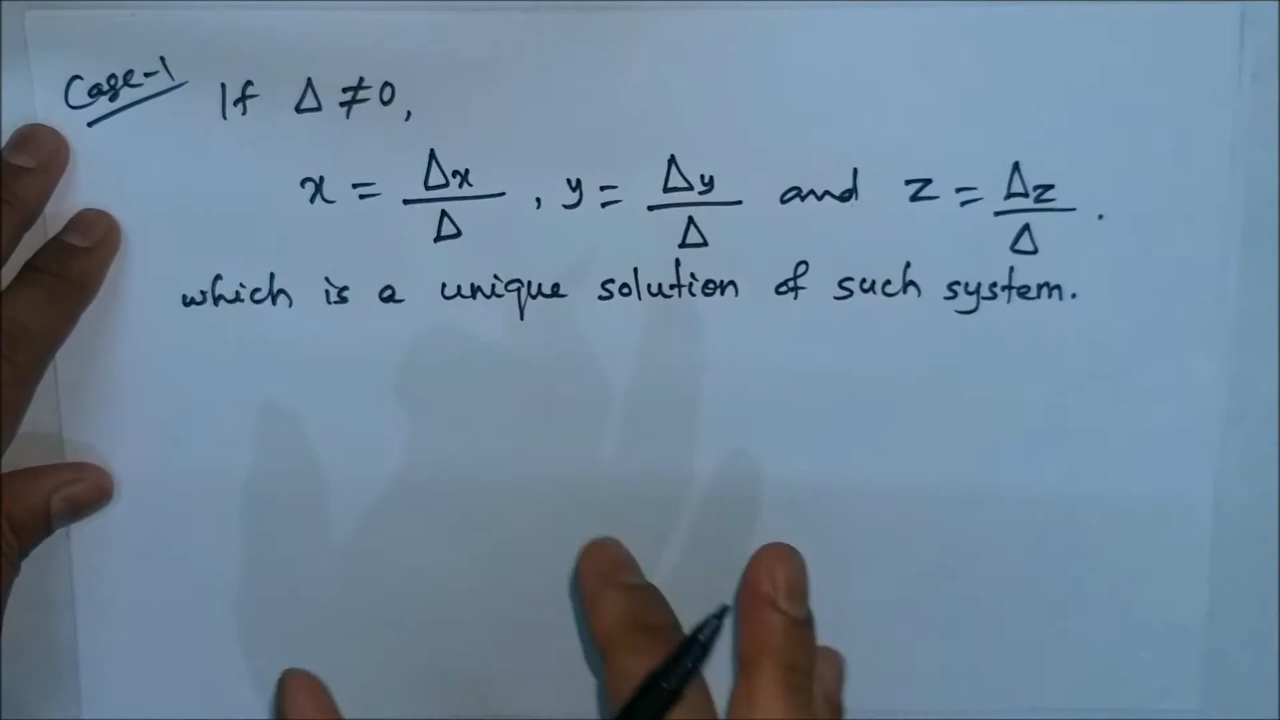 Case-1 If Δ ≠ 0,
x = Δx/Δ , y = Δy/Δ and z = Δz/Δ .
which is a unique solution of such system.